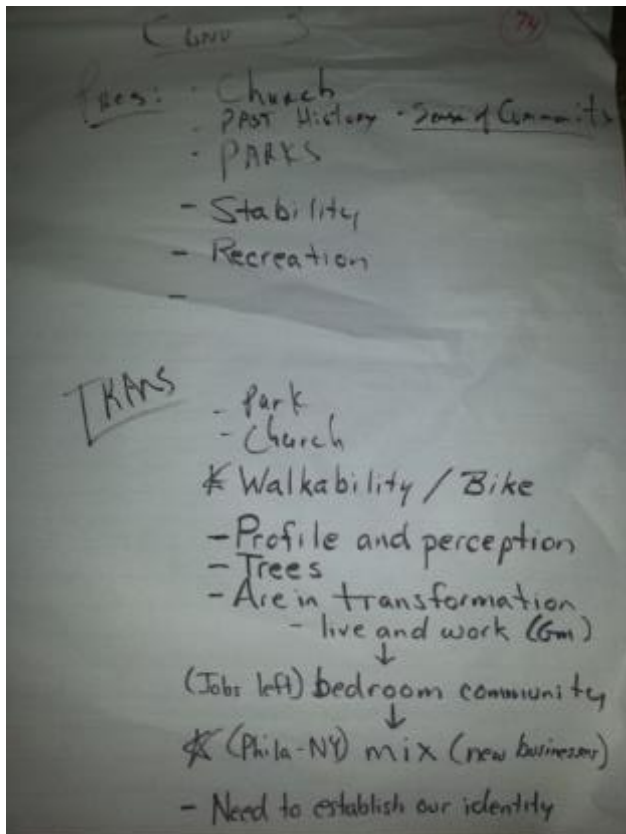 (GNU) 74
Pres: · Church
- PAST History · Sense of Community
· PARKS
- Stability
- Recreation
-
TRANS
- Park
- Church
* Walkability / Bike
- Profile and perception
- Trees
- Are in transformation
- live and work (Gm)
↓
(Jobs left) bedroom community
↓
* (Phila-NY) mix (new businesses)
- Need to establish our identity